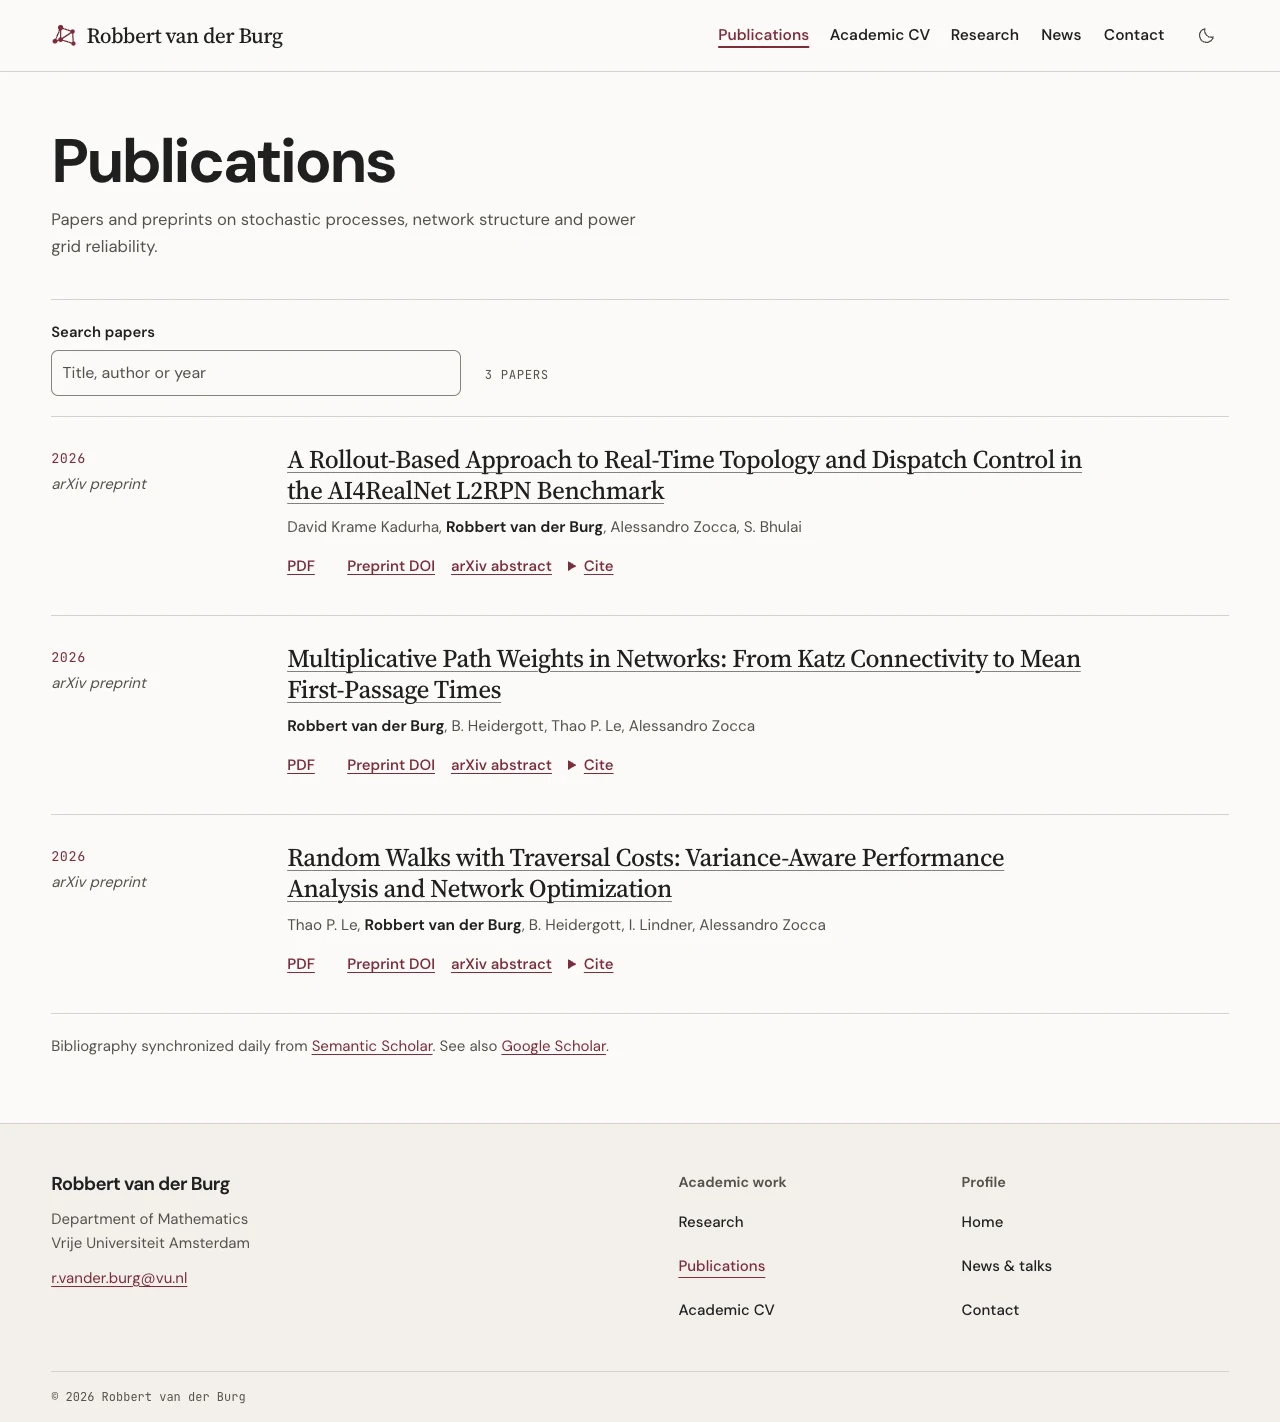 Robbert van der Burg
Publications Academic CV Research News Contact
Publications
Papers and preprints on stochastic processes, network structure and power
grid reliability.
Search papers
Title, author or year
3 PAPERS
2026
arXiv preprint
A Rollout-Based Approach to Real-Time Topology and Dispatch Control in
the AI4RealNet L2RPN Benchmark
David Krame Kadurha, Robbert van der Burg, Alessandro Zocca, S. Bhulai
PDF Preprint DOI arXiv abstract ▶ Cite
2026
arXiv preprint
Multiplicative Path Weights in Networks: From Katz Connectivity to Mean
First-Passage Times
Robbert van der Burg, B. Heidergott, Thao P. Le, Alessandro Zocca
PDF Preprint DOI arXiv abstract ▶ Cite
2026
arXiv preprint
Random Walks with Traversal Costs: Variance-Aware Performance
Analysis and Network Optimization
Thao P. Le, Robbert van der Burg, B. Heidergott, I. Lindner, Alessandro Zocca
PDF Preprint DOI arXiv abstract ▶ Cite
Bibliography synchronized daily from Semantic Scholar. See also Google Scholar.
Robbert van der Burg
Department of Mathematics
Vrije Universiteit Amsterdam
r.vander.burg@vu.nl
Academic work
Research
Publications
Academic CV
Profile
Home
News & talks
Contact
© 2026 Robbert van der Burg